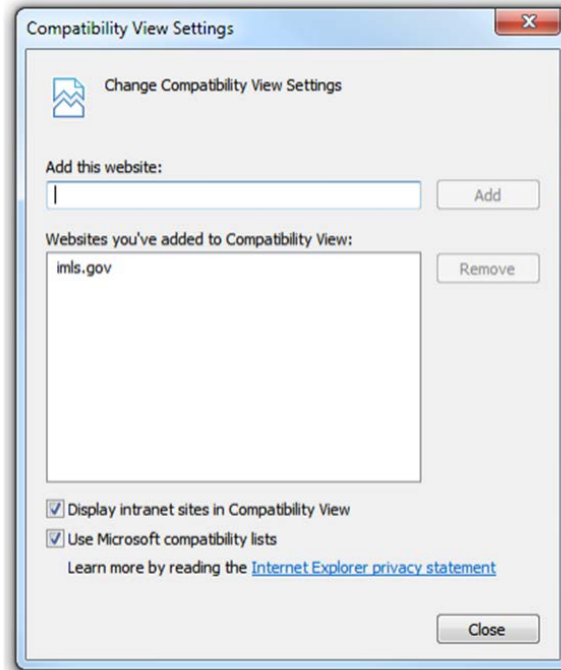 Compatibility View Settings
Change Compatibility View Settings
Add this website:
Add
Websites you've added to Compatibility View:
imls.gov
Remove
Display intranet sites in Compatibility View
Use Microsoft compatibility lists
Learn more by reading the Internet Explorer privacy statement
Close